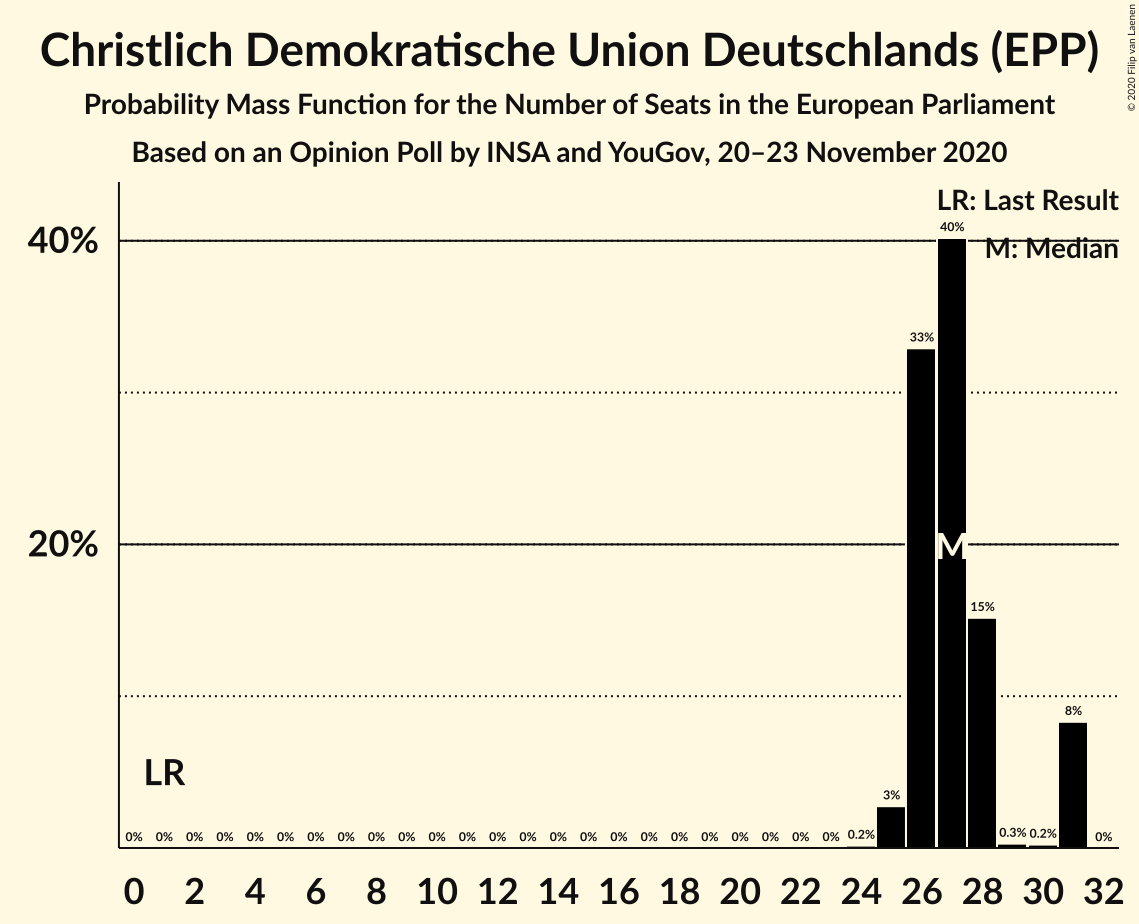 Christlich Demokratische Union Deutschlands (EPP)
Probability Mass Function for the Number of Seats in the European Parliament
Based on an Opinion Poll by INSA and YouGov, 20–23 November 2020
© 2020 Filip van Laenen
LR: Last Result
M: Median
40%
20%
40%
33%
M
15%
8%
LR
3%
0% 0% 0% 0% 0% 0% 0% 0% 0% 0% 0% 0% 0% 0% 0% 0% 0% 0% 0% 0% 0% 0% 0% 0% 0.2% 0.3% 0.2% 0%
0 2 4 6 8 10 12 14 16 18 20 22 24 26 28 30 32